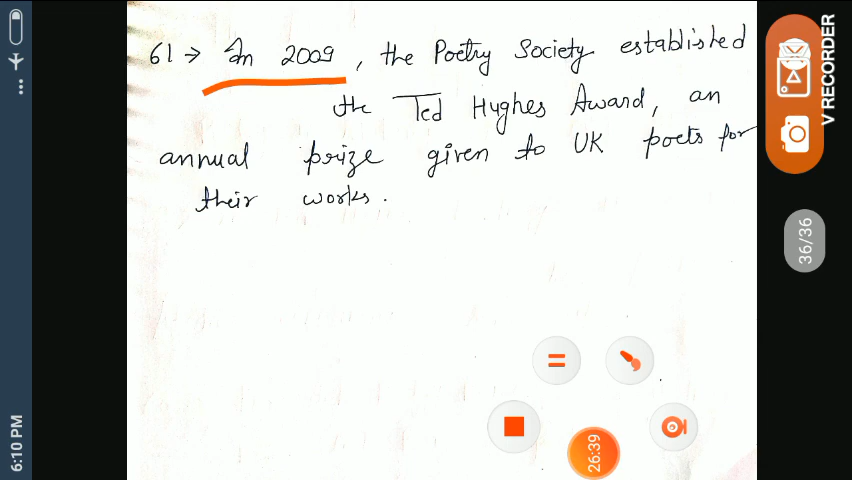 61 → In 2009, the Poetry Society established
the Ted Hughes Award, an
annual prize given to UK poets for
their works.
V RECORDER
36/36
26:39
6:10 PM